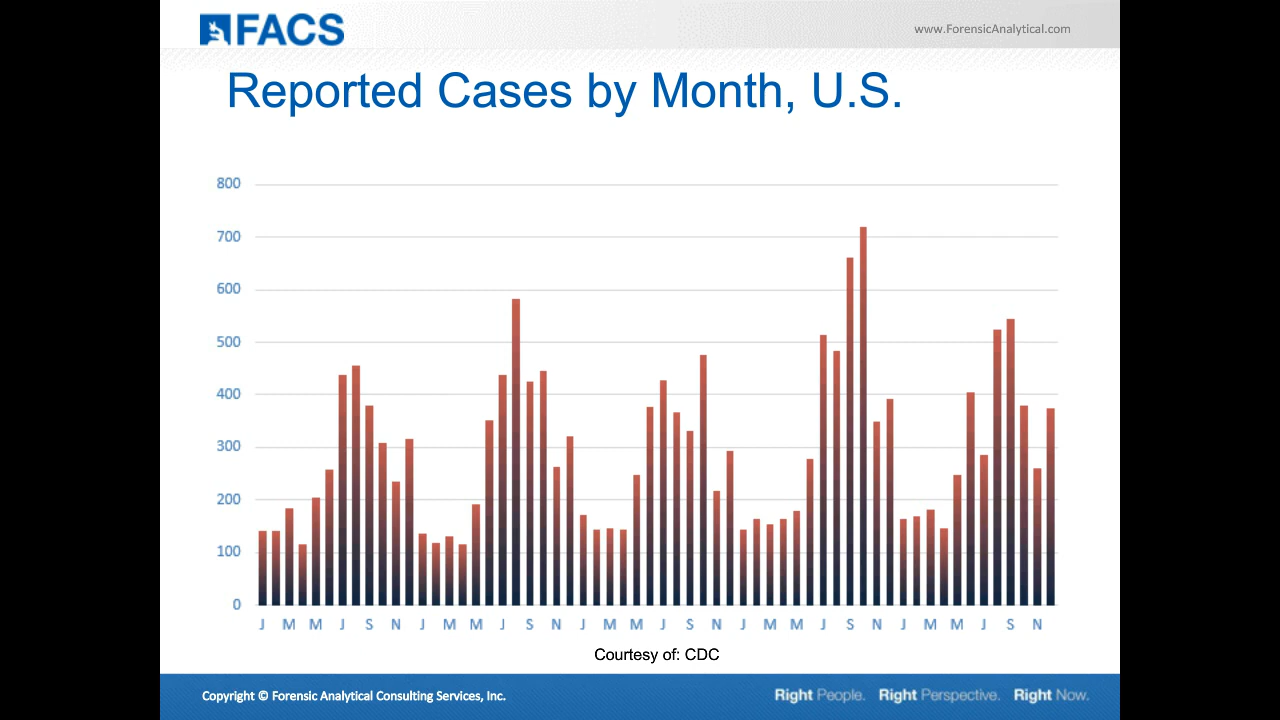 FACS
www.ForensicAnalytical.com
Reported Cases by Month, U.S.
800
700
600
500
400
300
200
100
0
J M M J S N J M M J S N J M M J S N J M M J S N J M M J S N
Courtesy of: CDC
Copyright © Forensic Analytical Consulting Services, Inc.
Right People. Right Perspective. Right Now.